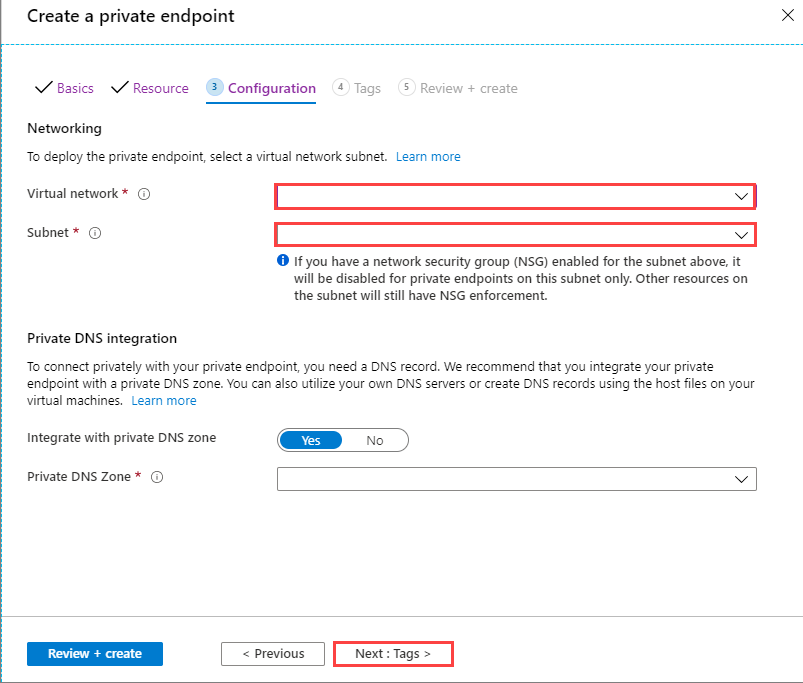 Create a private endpoint
Basics Resource 3 Configuration 4 Tags 5 Review + create
Networking
To deploy the private endpoint, select a virtual network subnet. Learn more
Virtual network *
Subnet *
If you have a network security group (NSG) enabled for the subnet above, it
will be disabled for private endpoints on this subnet only. Other resources on
the subnet will still have NSG enforcement.
Private DNS integration
To connect privately with your private endpoint, you need a DNS record. We recommend that you integrate your private
endpoint with a private DNS zone. You can also utilize your own DNS servers or create DNS records using the host files on your
virtual machines. Learn more
Integrate with private DNS zone Yes No
Private DNS Zone *
Review + create < Previous Next : Tags >